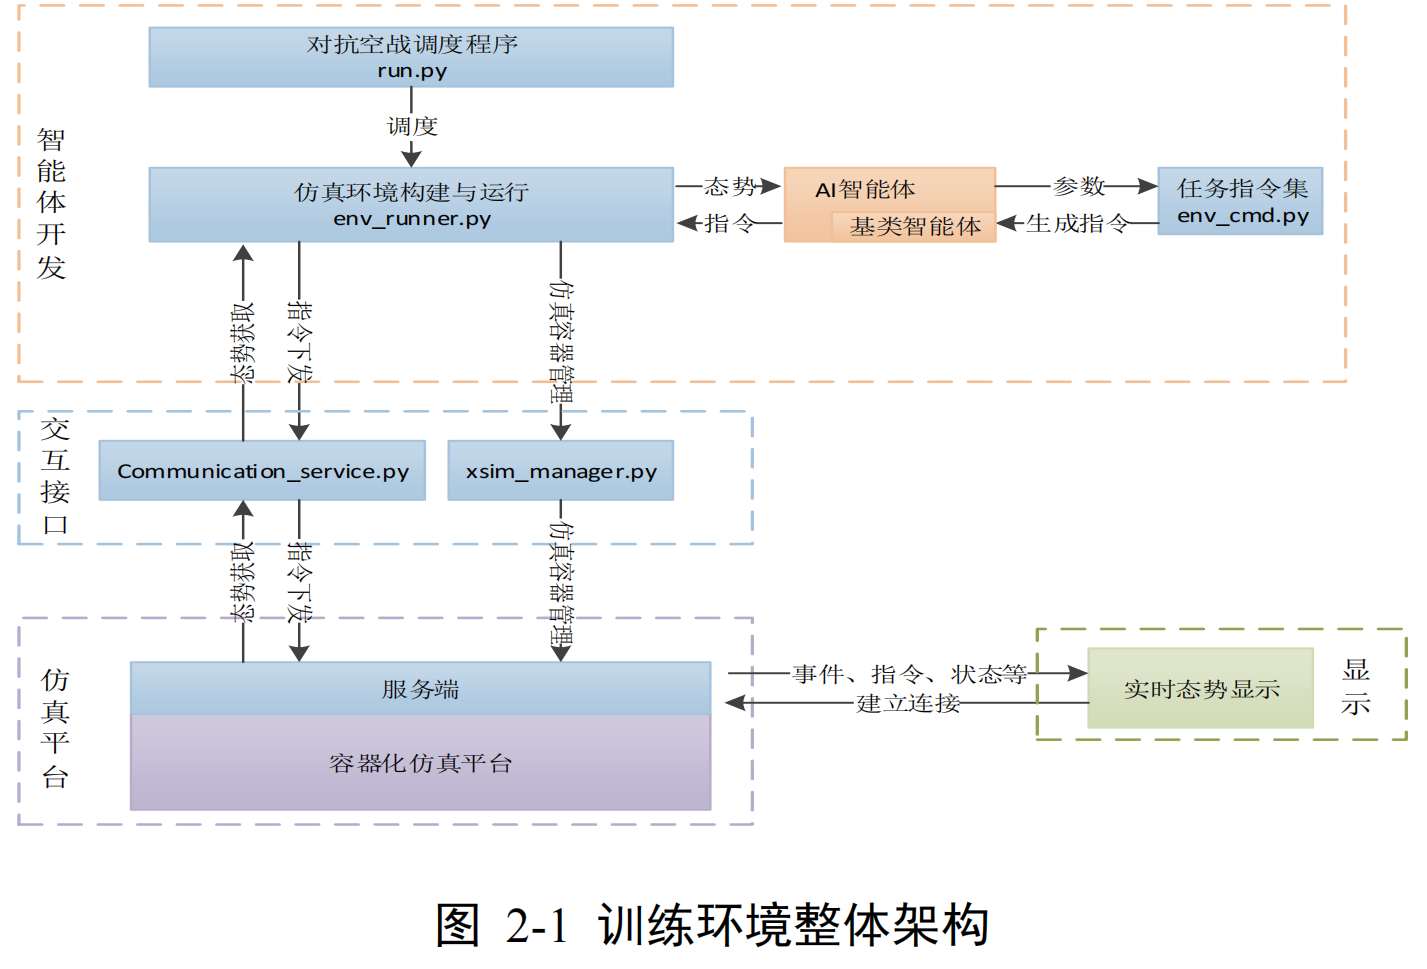 对抗空战调度程序
run.py
调度
智能体开发
仿真环境构建与运行
env_runner.py
态势
指令
AI智能体
基类智能体
参数
生成指令
任务指令集
env_cmd.py
态势获取
指令下发
仿真容器管理
交互接口
Communication_service.py
xsim_manager.py
态势获取
指令下发
仿真容器管理
仿真平台
服务端
容器化仿真平台
事件、指令、状态等
建立连接
实时态势显示
显示
图 2-1 训练环境整体架构